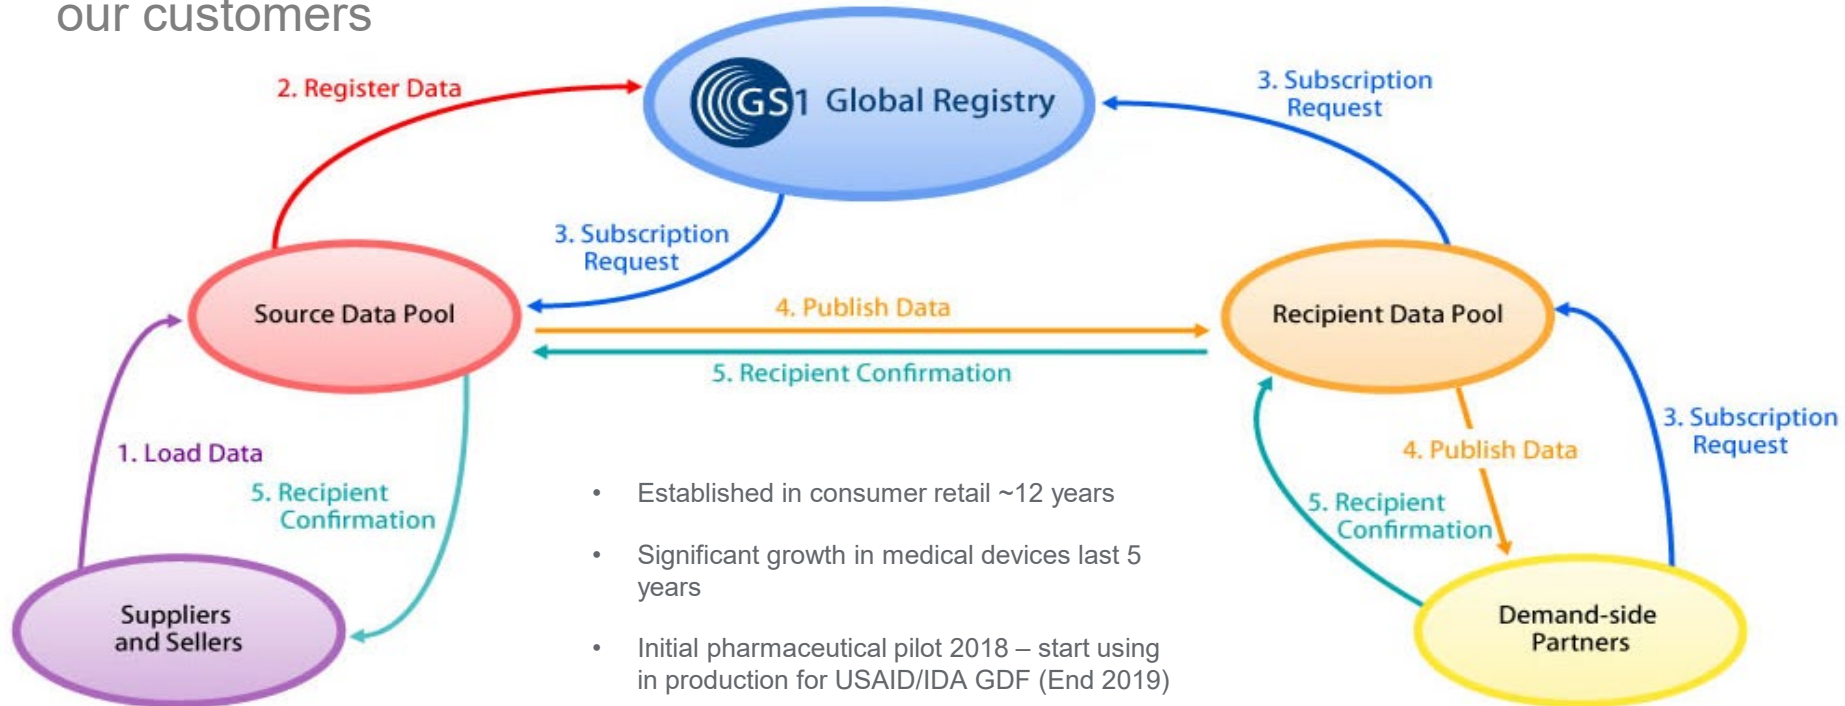 our customers
2. Register Data
GS1 Global Registry
3. Subscription
Request
3. Subscription
Request
Source Data Pool
4. Publish Data
Recipient Data Pool
5. Recipient Confirmation
1. Load Data
5. Recipient
Confirmation
3. Subscription
Request
4. Publish Data
5. Recipient
Confirmation
• Established in consumer retail ~12 years
• Significant growth in medical devices last 5
years
• Initial pharmaceutical pilot 2018 – start using
in production for USAID/IDA GDF (End 2019)
Suppliers
and Sellers
Demand-side
Partners